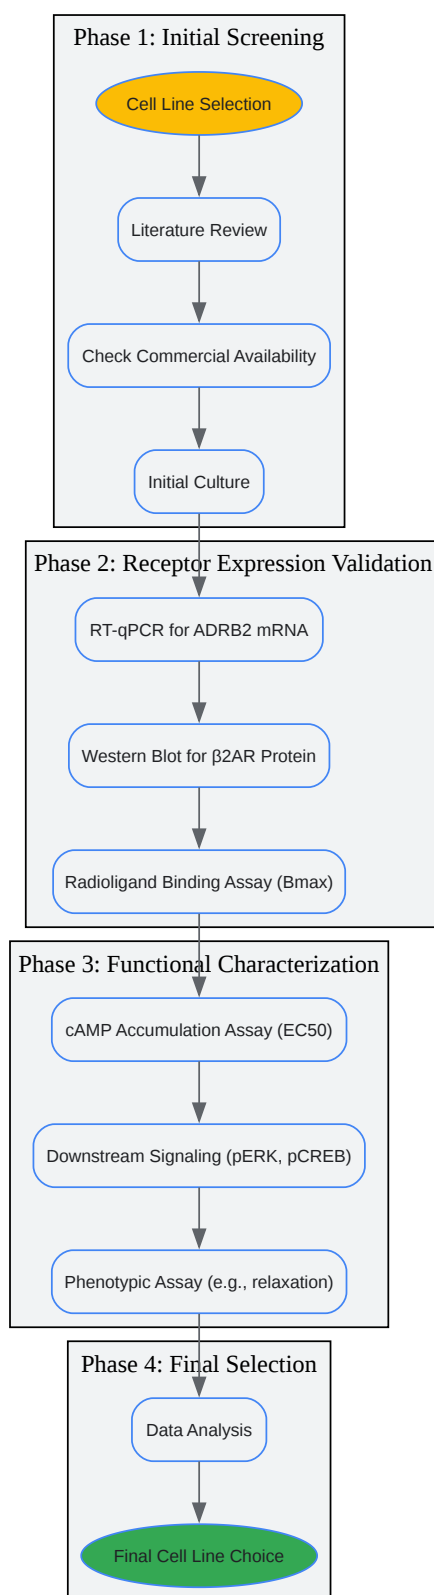 Phase 1: Initial Screening
Cell Line Selection
Literature Review
Check Commercial Availability
Initial Culture
Phase 2: Receptor Expression Validation
RT-qPCR for ADRB2 mRNA
Western Blot for β2AR Protein
Radioligand Binding Assay (Bmax)
Phase 3: Functional Characterization
cAMP Accumulation Assay (EC50)
Downstream Signaling (pERK, pCREB)
Phenotypic Assay (e.g., relaxation)
Phase 4: Final Selection
Data Analysis
Final Cell Line Choice